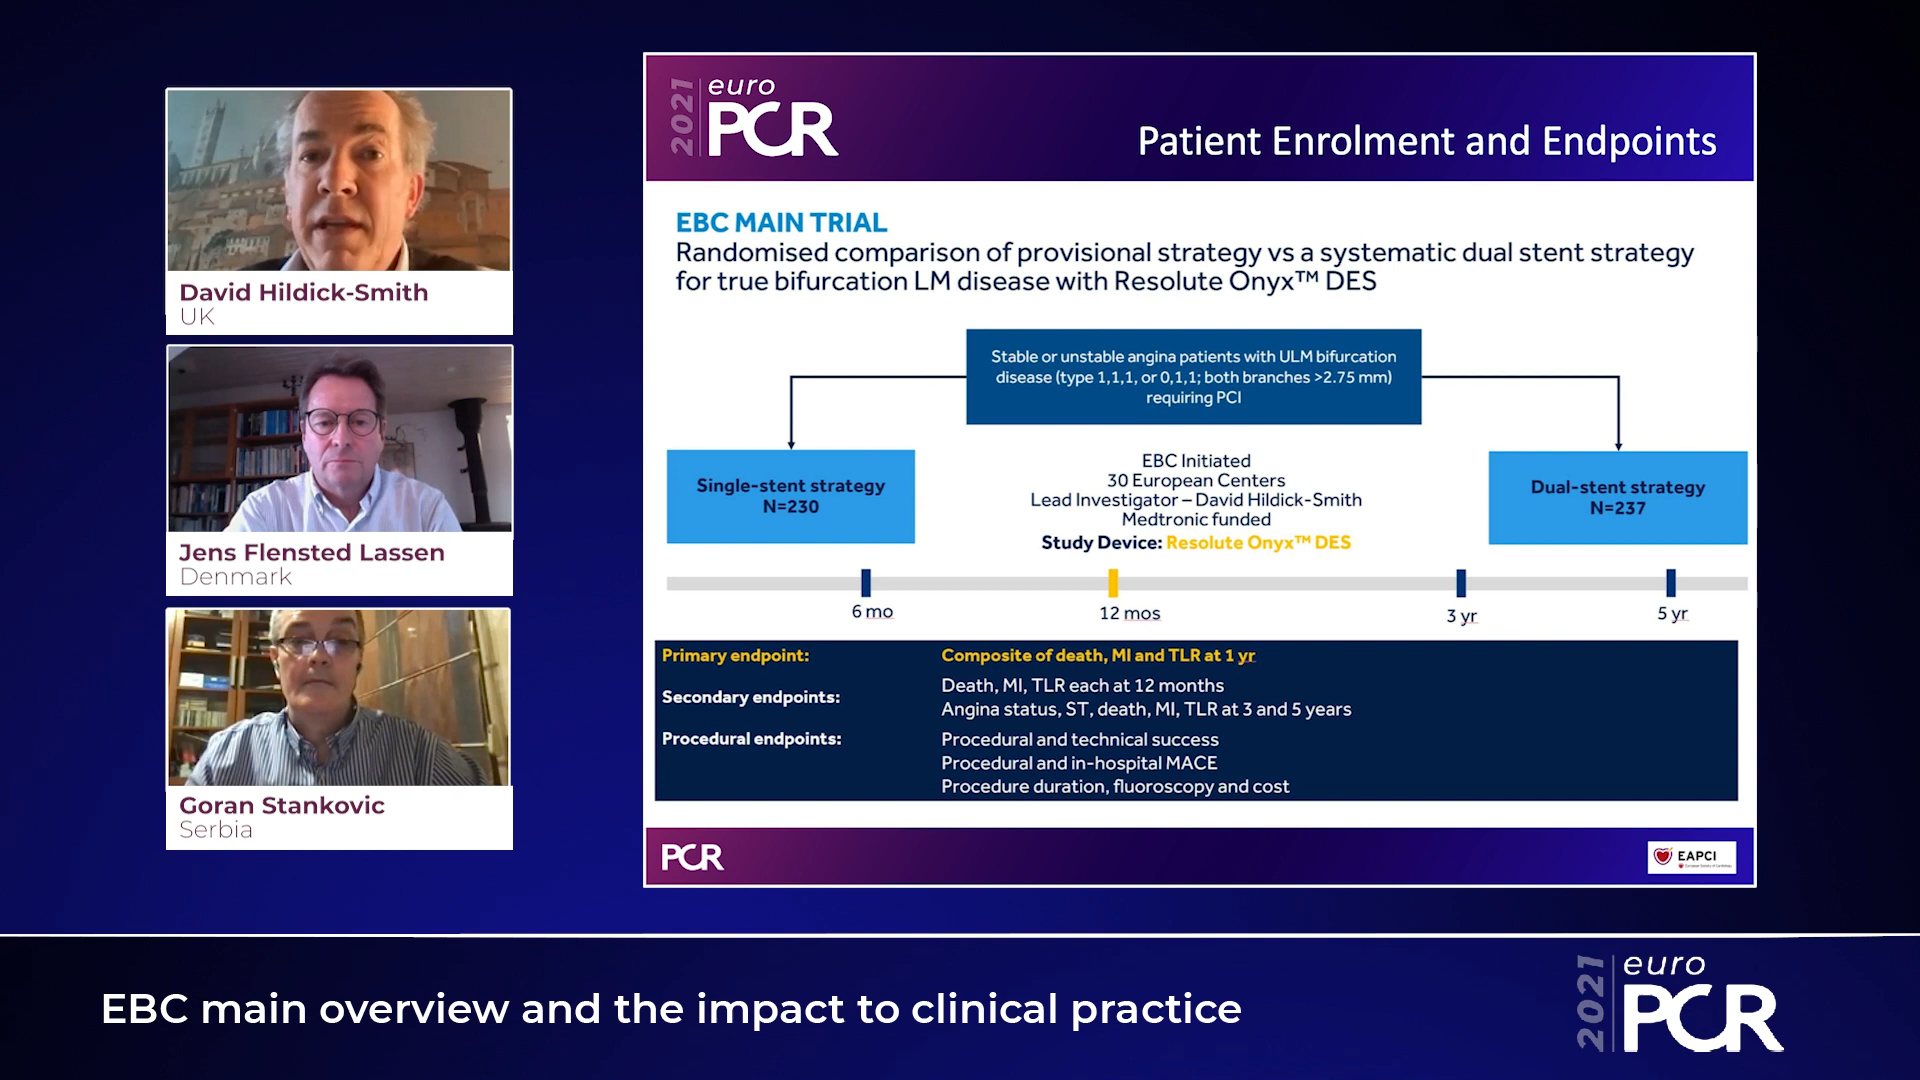 David Hildick-Smith
UK
Jens Flensted Lassen
Denmark
Goran Stankovic
Serbia
2021
euro
PCR
Patient Enrolment and Endpoints
EBC MAIN TRIAL
Randomised comparison of provisional strategy vs a systematic dual stent strategy
for true bifurcation LM disease with Resolute Onyx™ DES
Stable or unstable angina patients with ULM bifurcation
disease (type 1,1,1, or 0,1,1; both branches >2.75 mm)
requiring PCI
Single-stent strategy
N=230
EBC Initiated
30 European Centers
Lead Investigator – David Hildick-Smith
Medtronic funded
Study Device: Resolute Onyx™ DES
Dual-stent strategy
N=237
6 mo
12 mos
3 yr
5 yr
Primary endpoint: Composite of death, MI and TLR at 1 yr
Secondary endpoints: Death, MI, TLR each at 12 months
Angina status, ST, death, MI, TLR at 3 and 5 years
Procedural endpoints: Procedural and technical success
Procedural and in-hospital MACE
Procedure duration, fluoroscopy and cost
PCR
EAPCI
EBC main overview and the impact to clinical practice
2021
euro
PCR